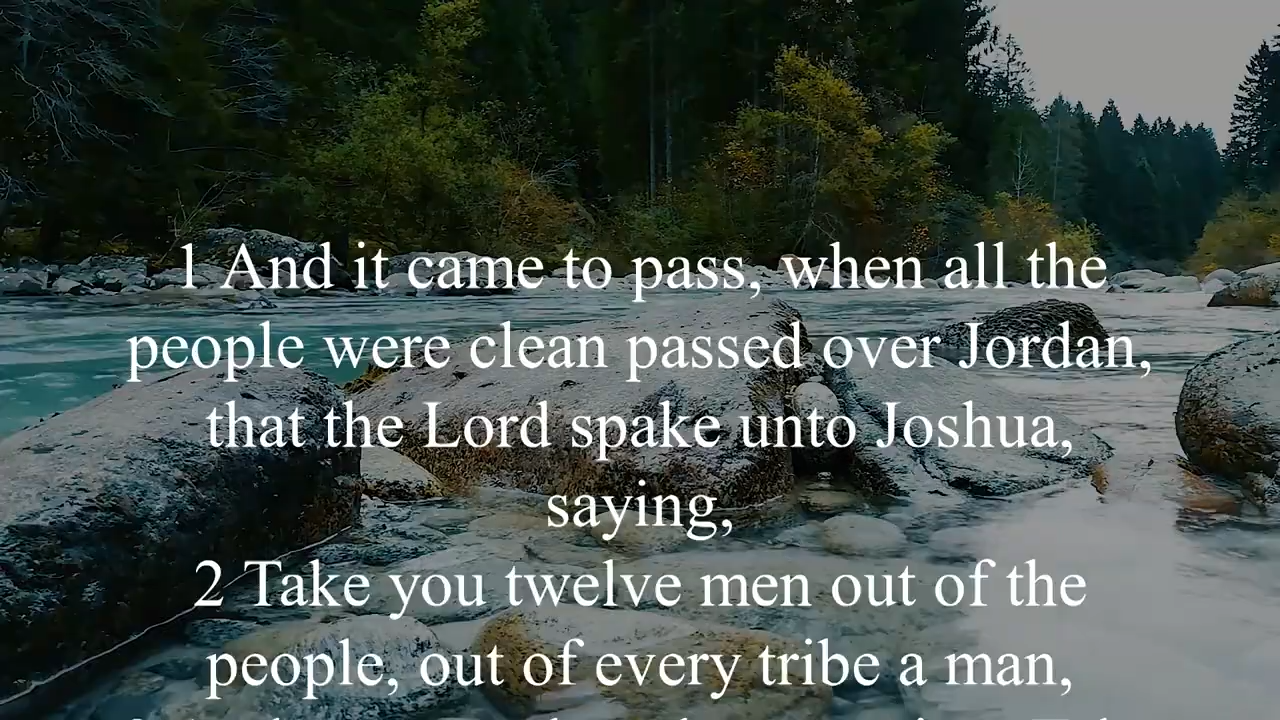 1 And it came to pass, when all the
people were clean passed over Jordan,
that the Lord spake unto Joshua,
saying,
2 Take you twelve men out of the
people, out of every tribe a man,